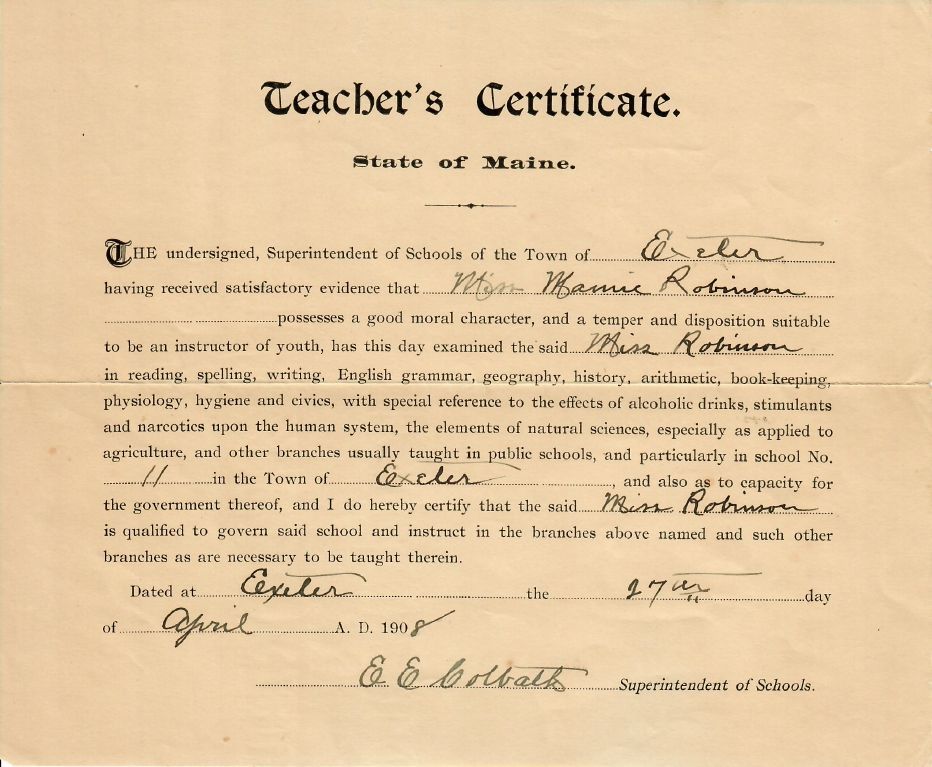 Teacher's Certificate.
State of Maine.
THE undersigned, Superintendent of Schools of the Town of Exeter
having received satisfactory evidence that Miss Mamie Robinson
possesses a good moral character, and a temper and disposition suitable
to be an instructor of youth, has this day examined the said Miss Robinson
in reading, spelling, writing, English grammar, geography, history, arithmetic, book-keeping,
physiology, hygiene and civics, with special reference to the effects of alcoholic drinks, stimulants
and narcotics upon the human system, the elements of natural sciences, especially as applied to
agriculture, and other branches usually taught in public schools, and particularly in school No.
11 in the Town of Exeter, and also as to capacity for
the government thereof, and I do hereby certify that the said Miss Robinson
is qualified to govern said school and instruct in the branches above named and such other
branches as are necessary to be taught therein.
Dated at Exeter the 27th day
of April A. D. 1908
E E Colbath Superintendent of Schools.